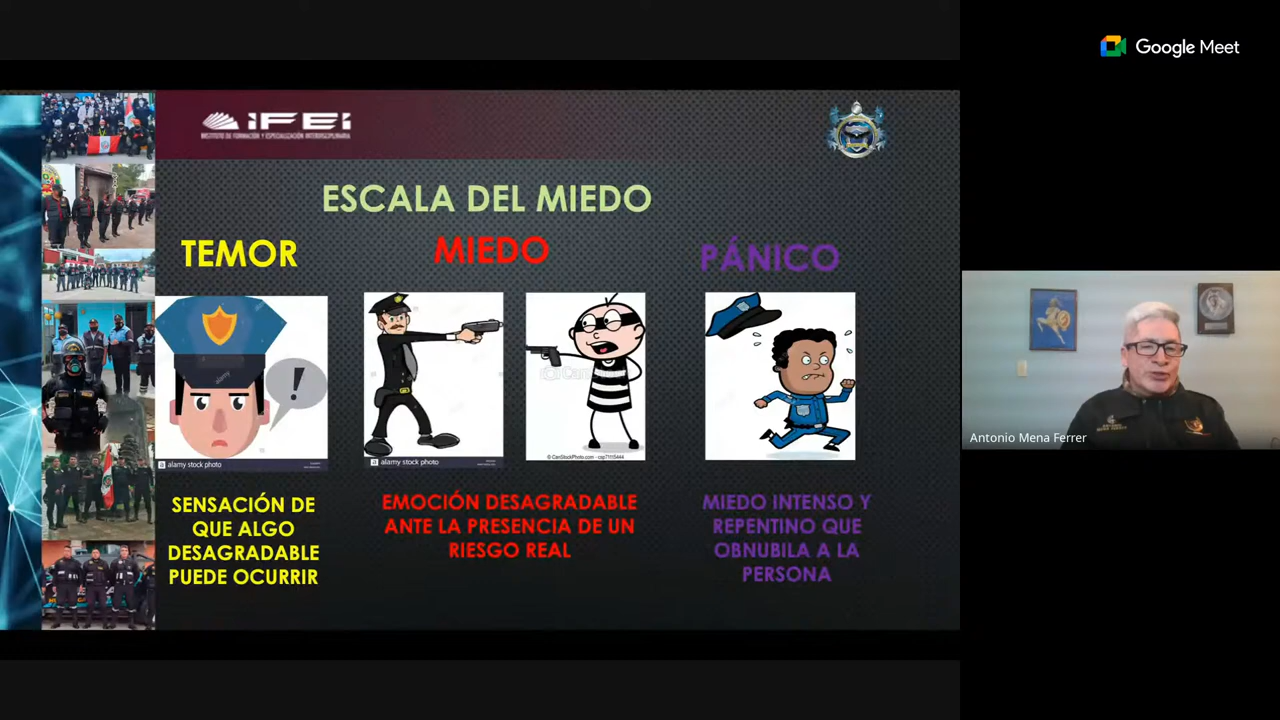 Google Meet
iFEi
INSTITUTO DE FORMACIÓN Y ESPECIALIZACIÓN INTERDISCIPLINARIA
ESCALA DEL MIEDO
TEMOR
MIEDO
PÁNICO
!
alamy stock photo
alamy stock photo
© CanStockPhoto.com
SENSACIÓN DE
QUE ALGO
DESAGRADABLE
PUEDE OCURRIR
EMOCIÓN DESAGRADABLE
ANTE LA PRESENCIA DE UN
RIESGO REAL
MIEDO INTENSO Y
REPENTINO QUE
OBNUBILA A LA
PERSONA
Antonio Mena Ferrer